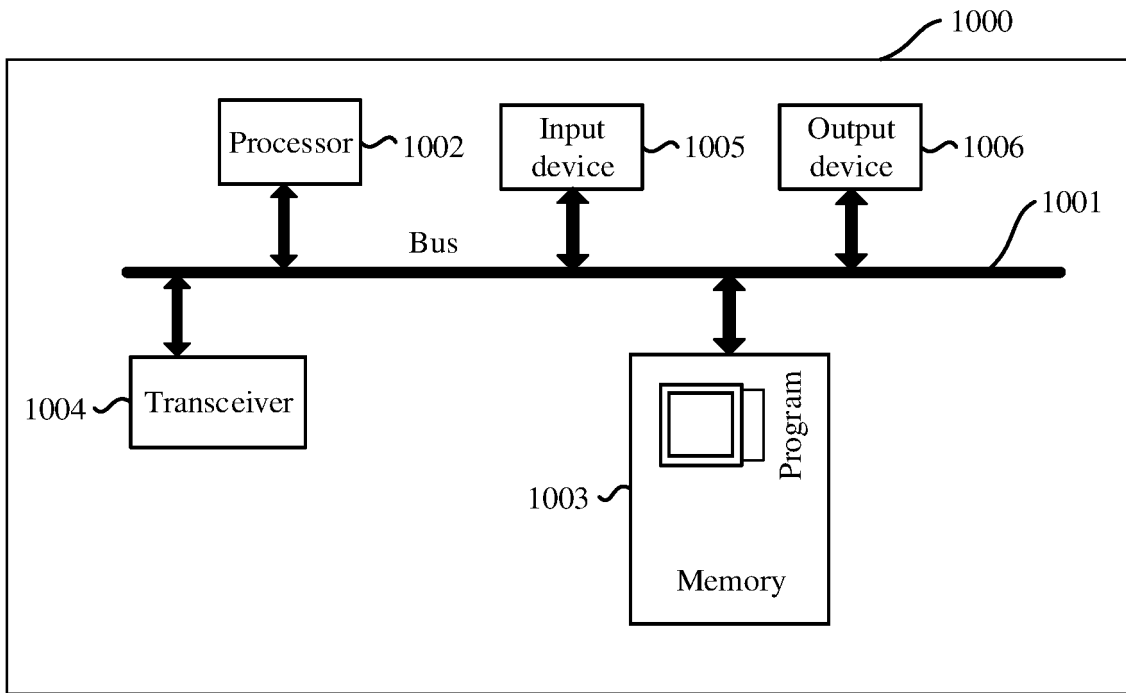 1000
Processor
1002
Input
device
1005
Output
device
1006
1001
Bus
1004
Transceiver
Program
1003
Memory